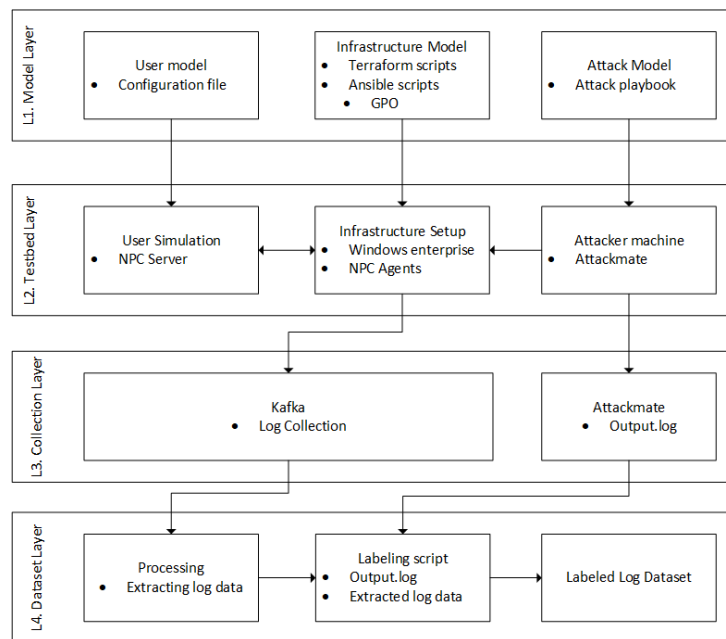 L1. Model Layer
User model
• Configuration file
Infrastructure Model
• Terraform scripts
• Ansible scripts
• GPO
Attack Model
• Attack playbook
L2. Testbed Layer
User Simulation
• NPC Server
Infrastructure Setup
• Windows enterprise
• NPC Agents
Attacker machine
• Attackmate
L3. Collection Layer
Kafka
• Log Collection
Attackmate
• Output.log
L4. Dataset Layer
Processing
• Extracting log data
Labeling script
• Output.log
• Extracted log data
Labeled Log Dataset